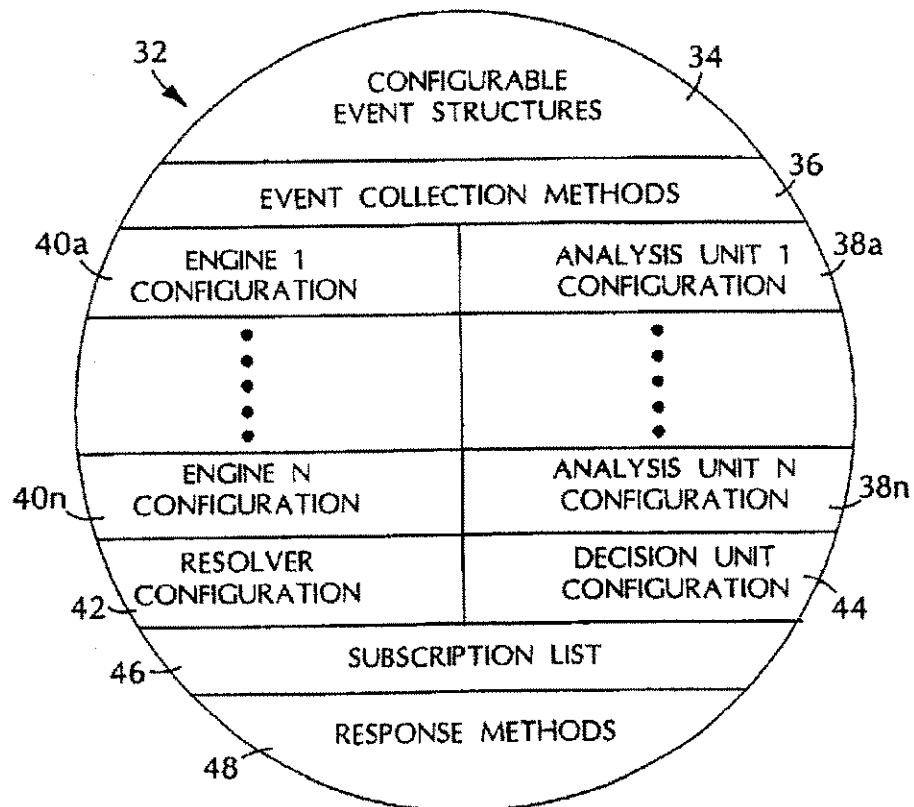 32
34
CONFIGURABLE
EVENT STRUCTURES
36
EVENT COLLECTION METHODS
40a
ENGINE 1
CONFIGURATION
ANALYSIS UNIT 1
CONFIGURATION
38a
40n
ENGINE N
CONFIGURATION
ANALYSIS UNIT N
CONFIGURATION
38n
42
RESOLVER
CONFIGURATION
DECISION UNIT
CONFIGURATION
44
46
SUBSCRIPTION LIST
48
RESPONSE METHODS